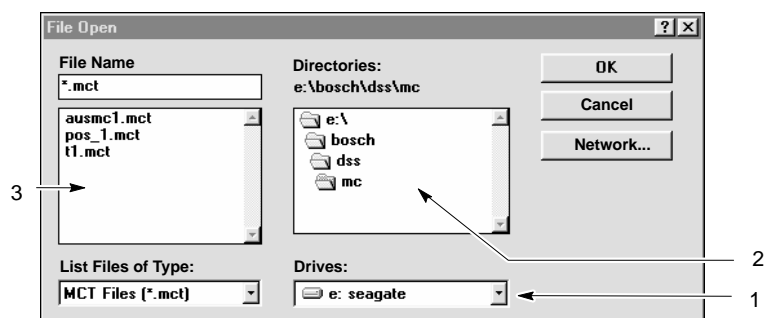 File Open
File Name
*.mct
ausmc1.mct
pos_1.mct
t1.mct
3
List Files of Type:
MCT Files (*.mct)
Directories:
e:\bosch\dss\mc
e:\
bosch
dss
mc
2
Drives:
e: seagate
1
OK
Cancel
Network...
?